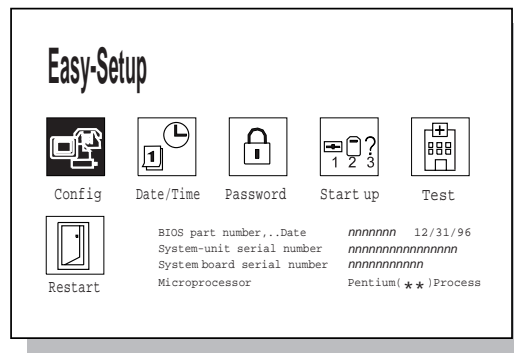 Easy-Setup
1
1 2 3
?
Config Date/Time Password Start up Test
Restart
BIOS part number,..Date nnnnnnn 12/31/96
System-unit serial number nnnnnnnnnnnnnnnn
System board serial number nnnnnnnnnnn
Microprocessor Pentium(**)Process